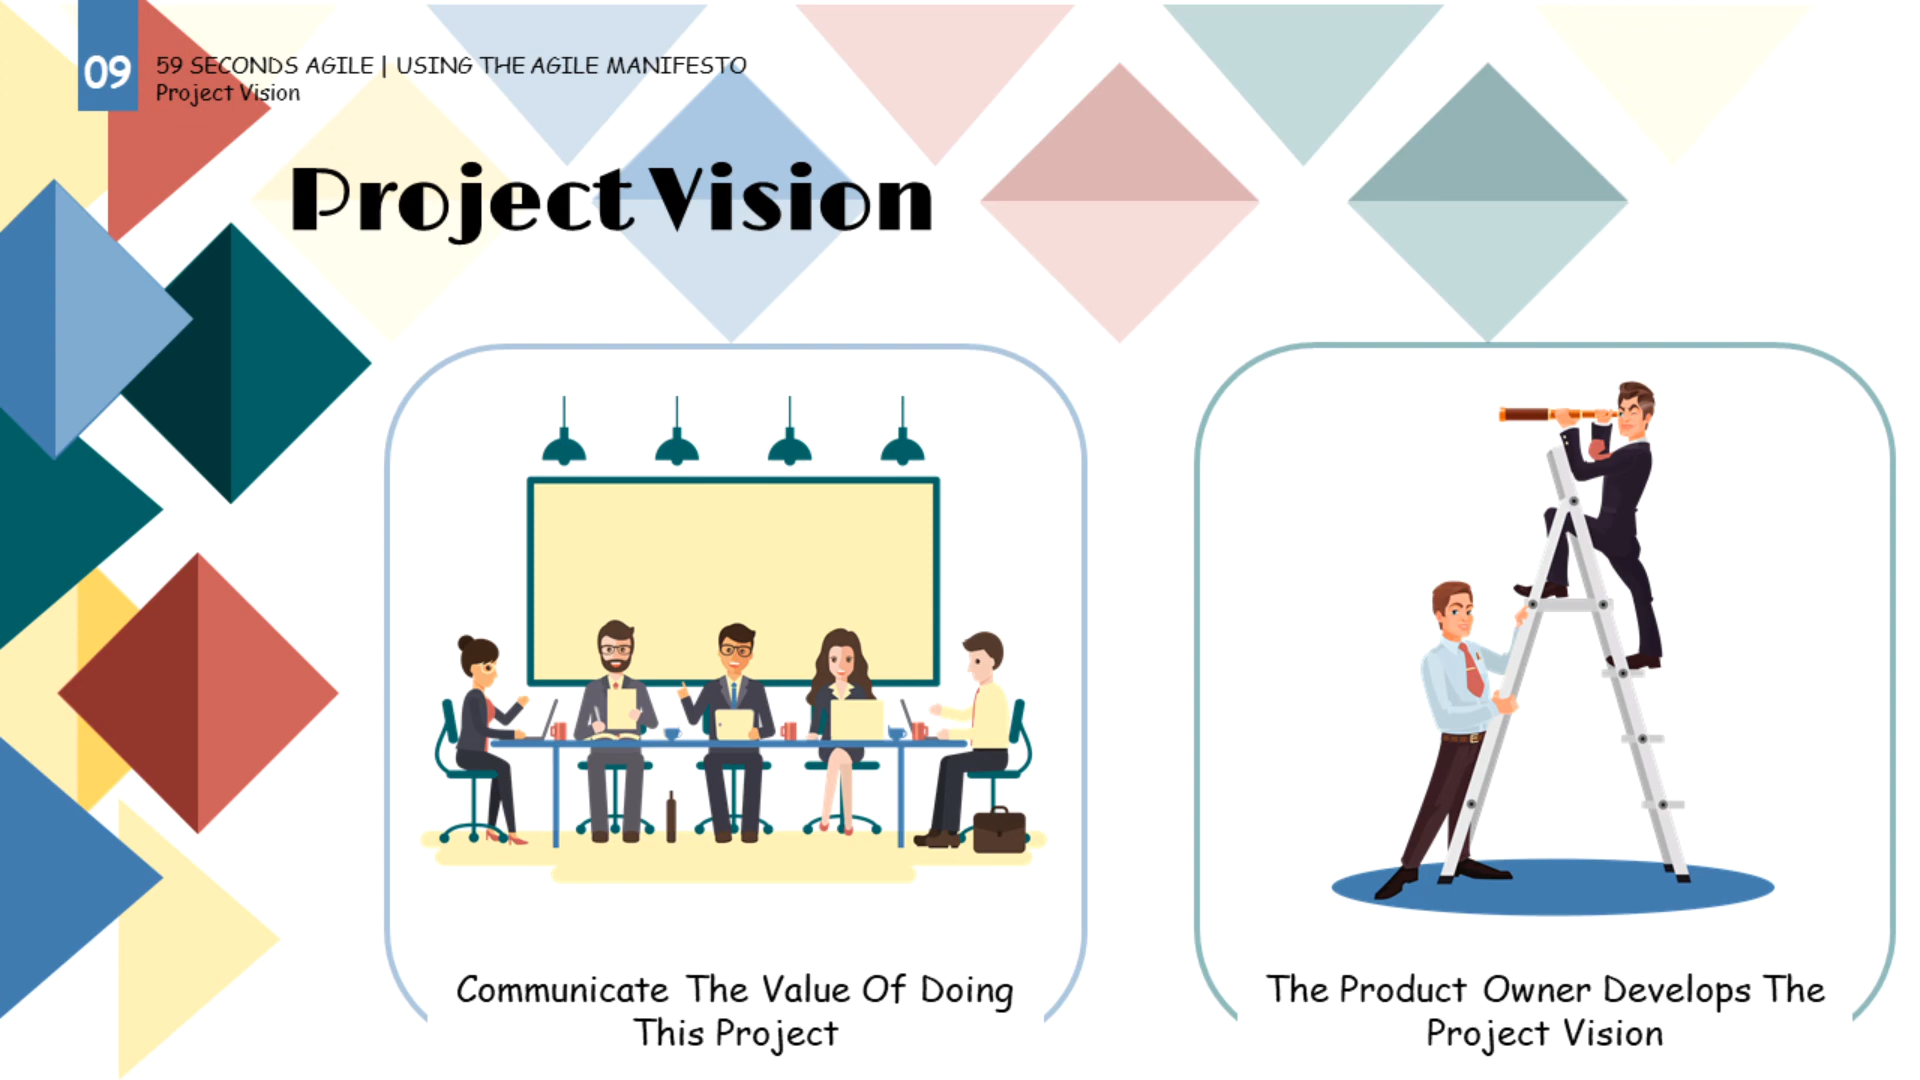 09
59 SECONDS AGILE | USING THE AGILE MANIFESTO
Project Vision
Project Vision
Communicate The Value Of Doing
This Project
The Product Owner Develops The
Project Vision